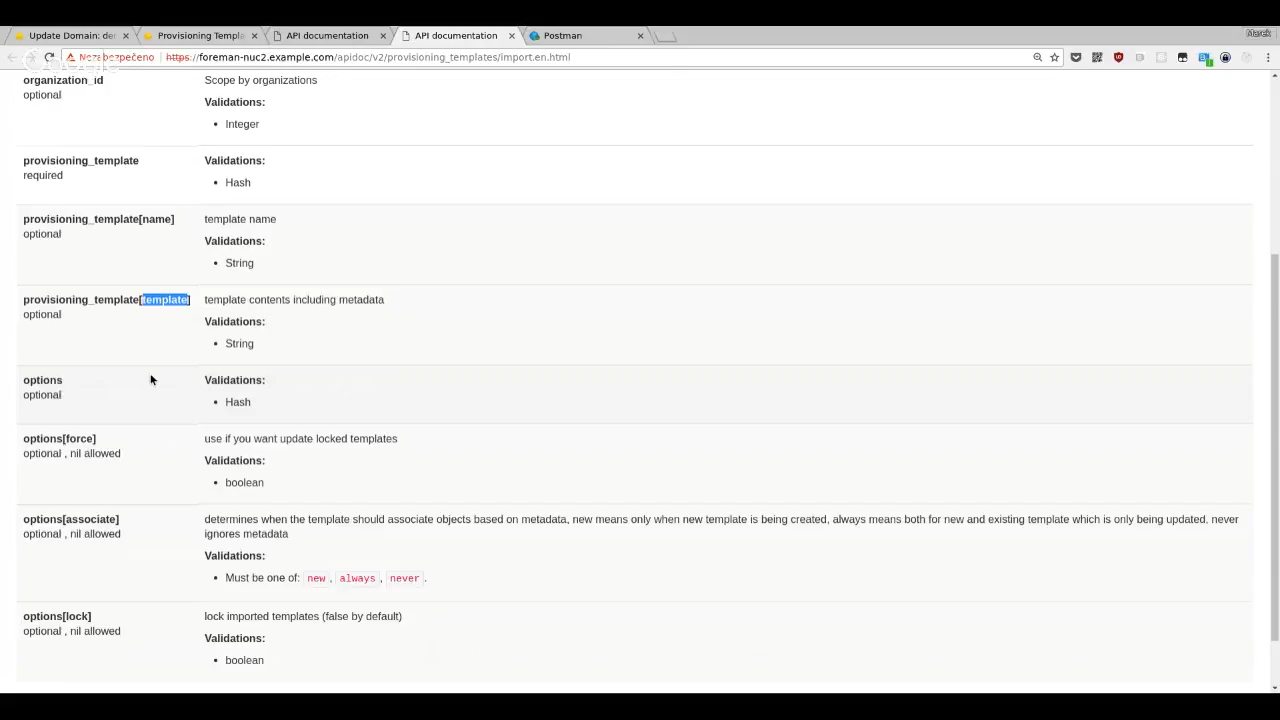 Update Domain: de
Provisioning Templa
API documentation
API documentation
Postman
Marek
Nezabezpečeno
https://foreman-nuc2.example.com/apidoc/v2/provisioning_templates/import.en.html
organization_id
Scope by organizations
optional
Validations:
Integer
provisioning_template
Validations:
required
Hash
provisioning_template[name]
template name
optional
Validations:
String
provisioning_template[template]
template contents including metadata
optional
Validations:
String
options
Validations:
optional
Hash
options[force]
use if you want update locked templates
optional , nil allowed
Validations:
boolean
options[associate]
determines when the template should associate objects based on metadata, new means only when new template is being created, always means both for new and existing template which is only being updated, never
optional , nil allowed
ignores metadata
Validations:
Must be one of: new , always , never .
options[lock]
lock imported templates (false by default)
optional , nil allowed
Validations:
boolean